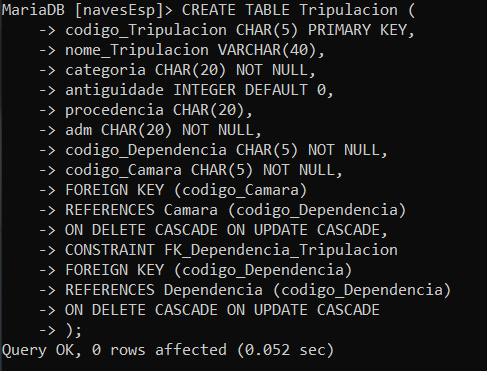 MariaDB [navesEsp]> CREATE TABLE Tripulacion (
    -> codigo_Tripulacion CHAR(5) PRIMARY KEY,
    -> nome_Tripulacion VARCHAR(40),
    -> categoria CHAR(20) NOT NULL,
    -> antiguidade INTEGER DEFAULT 0,
    -> procedencia CHAR(20),
    -> adm CHAR(20) NOT NULL,
    -> codigo_Dependencia CHAR(5) NOT NULL,
    -> codigo_Camara CHAR(5) NOT NULL,
    -> FOREIGN KEY (codigo_Camara)
    -> REFERENCES Camara (codigo_Dependencia)
    -> ON DELETE CASCADE ON UPDATE CASCADE,
    -> CONSTRAINT FK_Dependencia_Tripulacion
    -> FOREIGN KEY (codigo_Dependencia)
    -> REFERENCES Dependencia (codigo_Dependencia)
    -> ON DELETE CASCADE ON UPDATE CASCADE
    -> );
Query OK, 0 rows affected (0.052 sec)